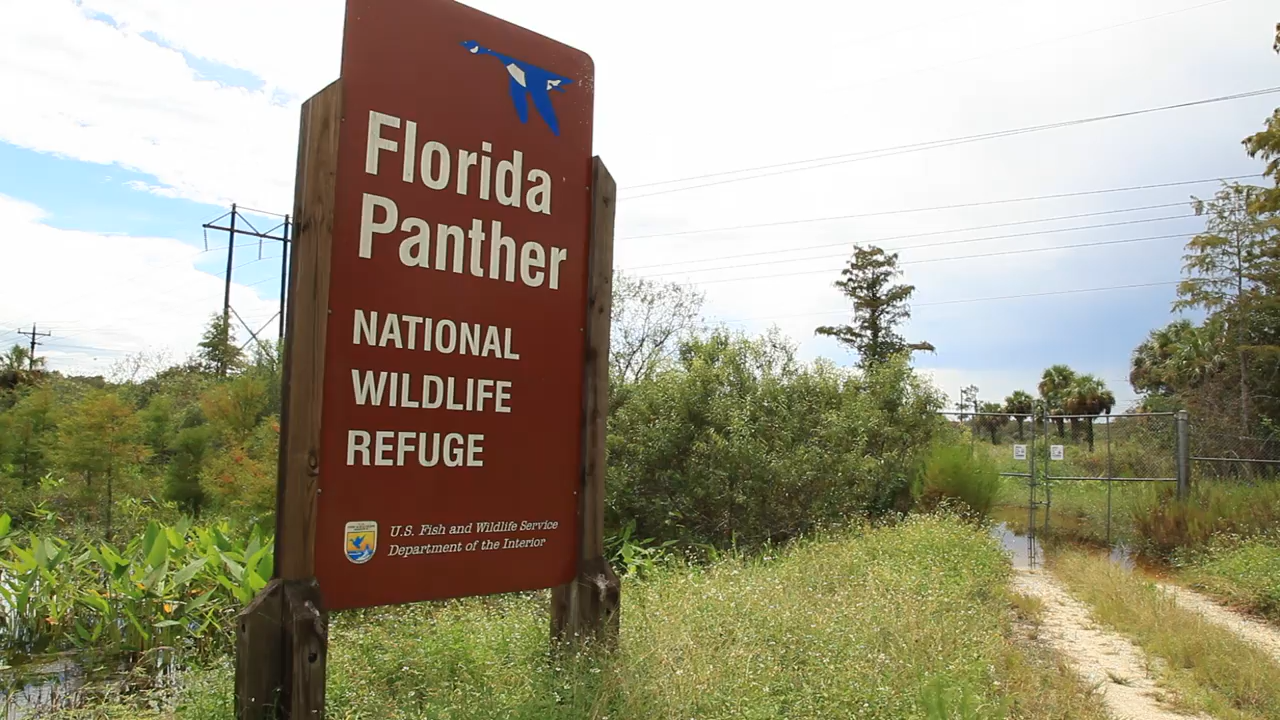 Florida
Panther
NATIONAL
WILDLIFE
REFUGE
U.S. Fish and Wildlife Service
Department of the Interior